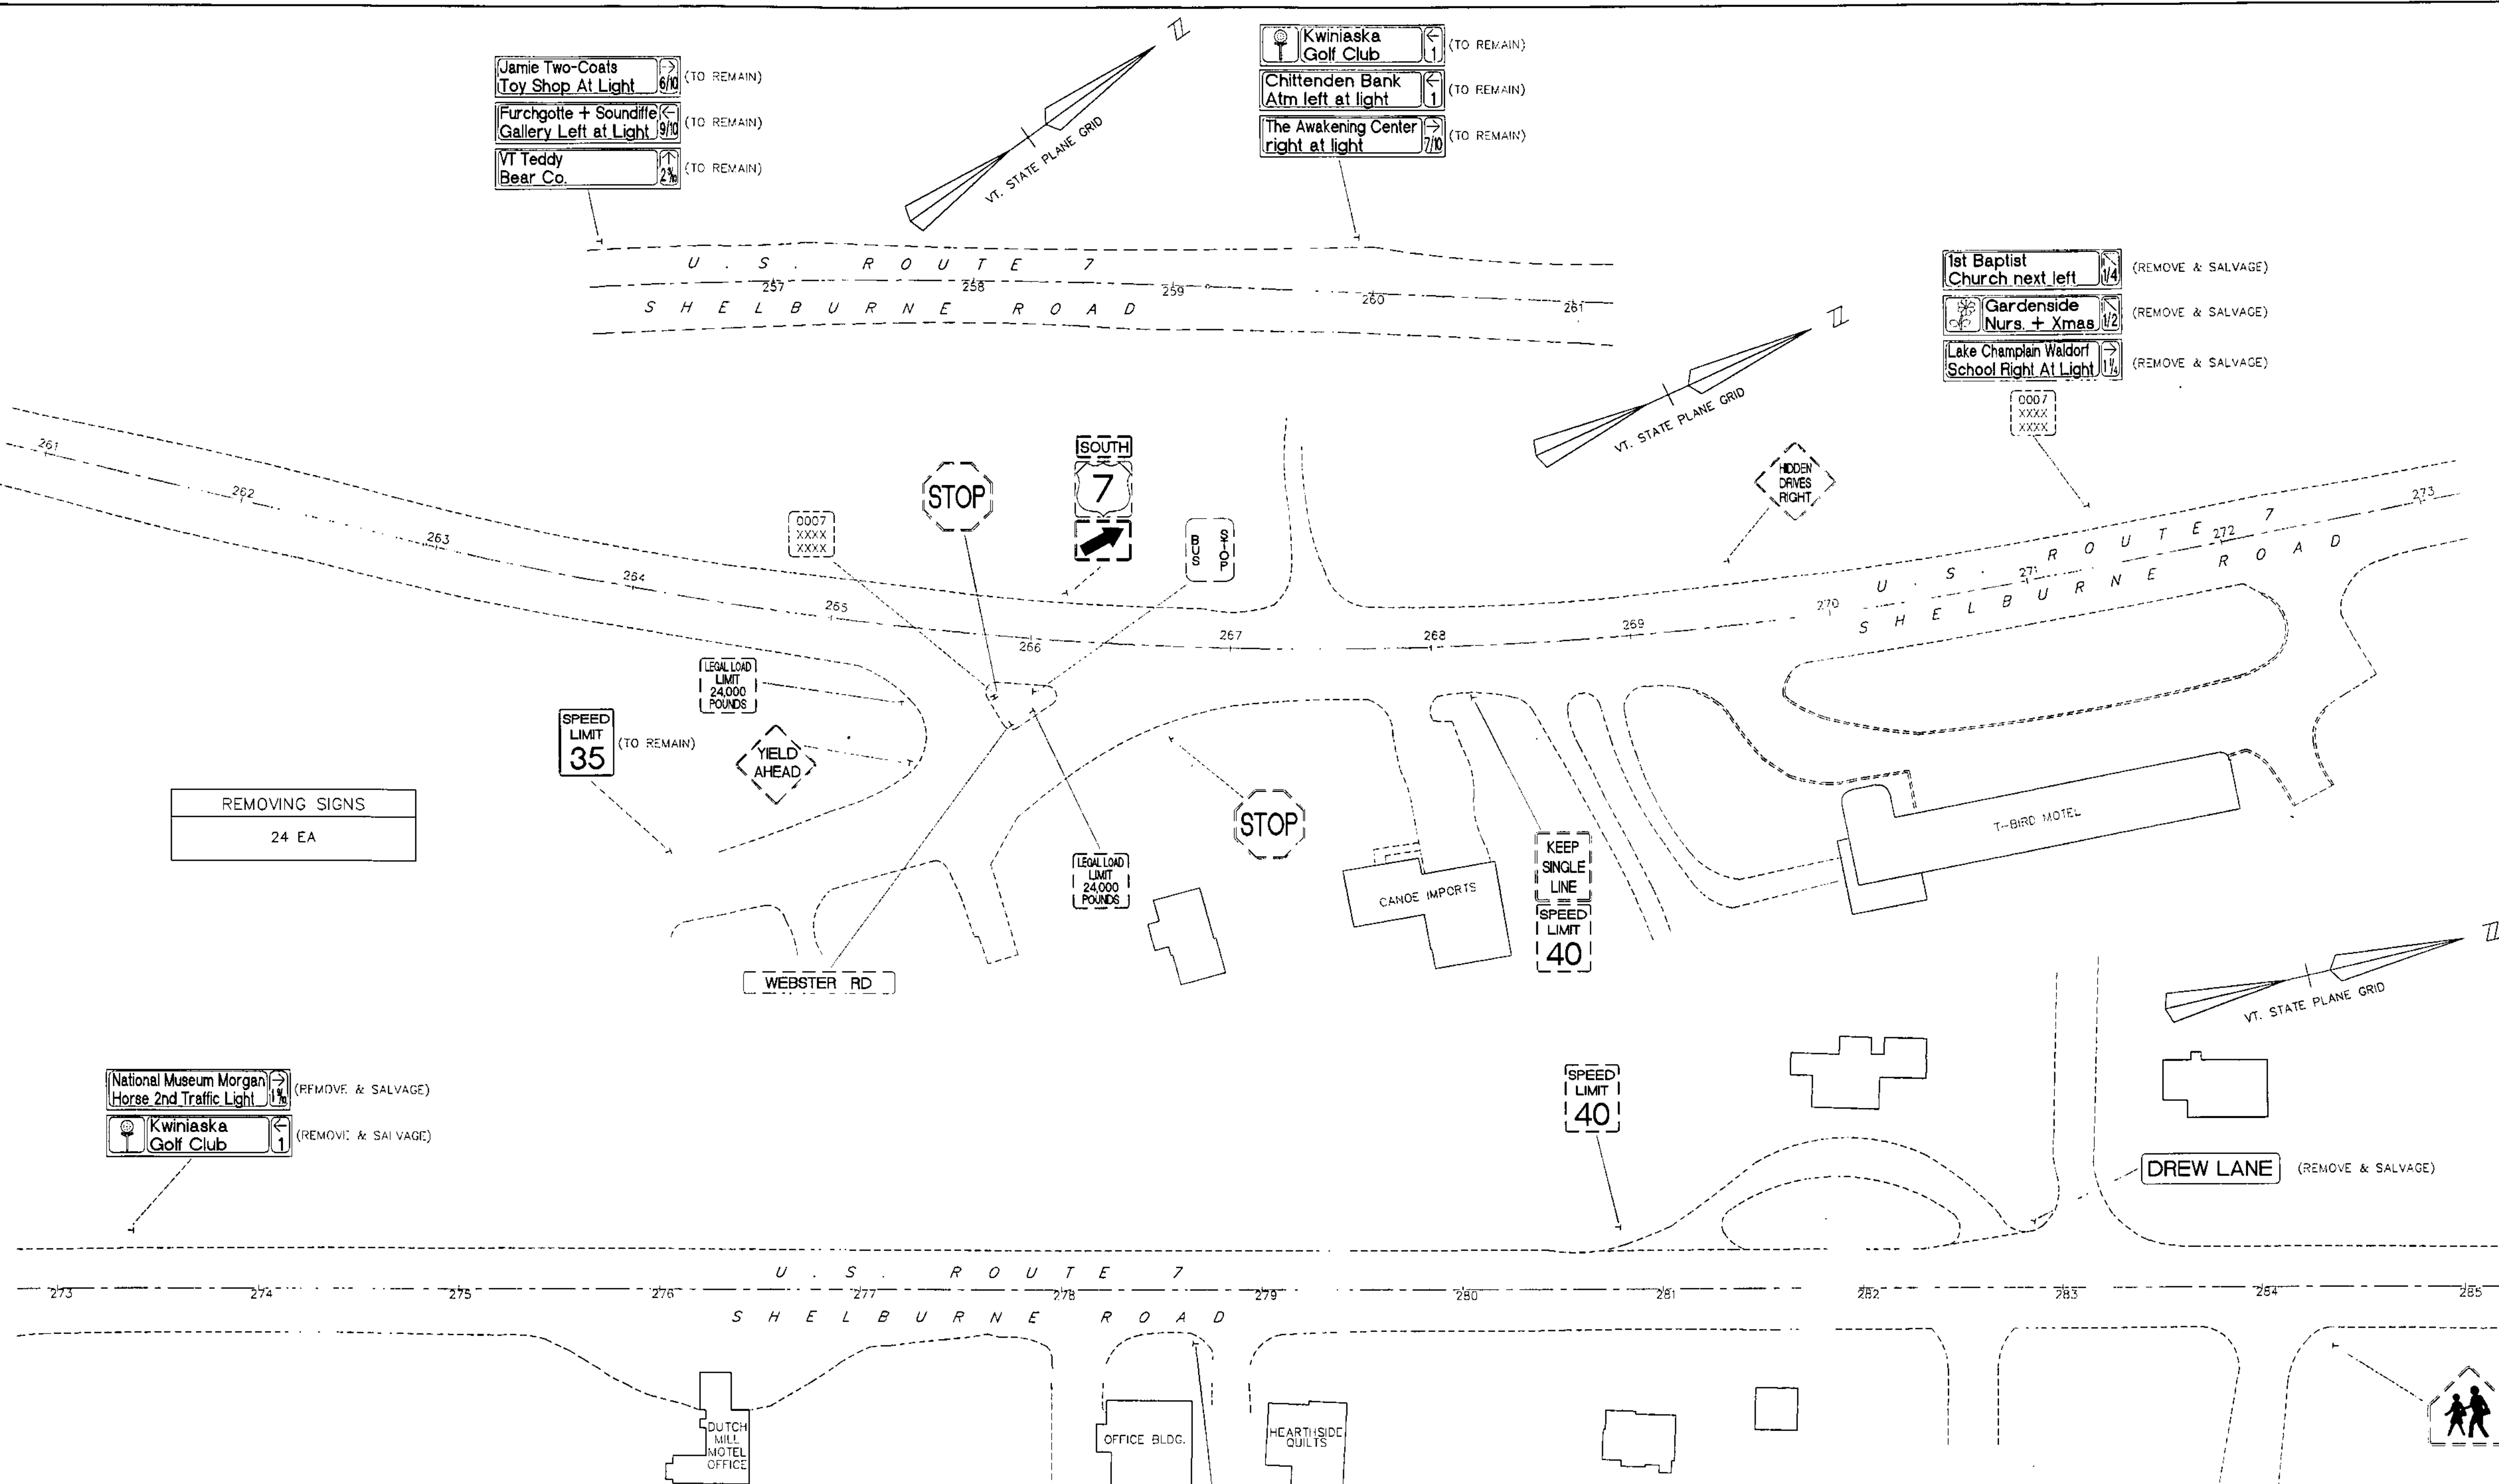 Jamie Two-Coats
Toy Shop At Light
6/10
(TO REMAIN)
Furchgotte + Soundiffe
Gallery Left at Light
9/10
(TO REMAIN)
VT Teddy
Bear Co.
(TO REMAIN)
VT. STATE PLANE GRID
Kwiniaska
Golf Club
1
(TO REMAIN)
Chittenden Bank
Atm left at light
1
(TO REMAIN)
The Awakening Center
right at light
7/10
(TO REMAIN)
U.S. ROUTE 7
257 258 259 260 261
SHELBURNE ROAD
1st Baptist
Church next left
1/4
(REMOVE & SALVAGE)
Gardenside
Nurs. + Xmas
1/2
(REMOVE & SALVAGE)
Lake Champlain Waldorf
School Right At Light
1 1/4
(REMOVE & SALVAGE)
0007
XXXX
XXXX
VT. STATE PLANE GRID
HIDDEN
DRIVES
RIGHT
SOUTH
7
STOP
BUS STOP
0007
XXXX
XXXX
261 262 263 264 265 266 267 268 269 270 271 272 273
U.S. ROUTE 7
SHELBURNE ROAD
LEGAL LOAD
LIMIT
24,000
POUNDS
SPEED
LIMIT
35
(TO REMAIN)
YIELD
AHEAD
REMOVING SIGNS
24 EA
STOP
LEGAL LOAD
LIMIT
24,000
POUNDS
WEBSTER RD
CANOE IMPORTS
KEEP
SINGLE
LINE
SPEED
LIMIT
40
T-BIRD MOTEL
VT. STATE PLANE GRID
National Museum Morgan
Horse 2nd Traffic Light
(REMOVE & SALVAGE)
Kwiniaska
Golf Club
1
(REMOVE & SALVAGE)
SPEED
LIMIT
40
DREW LANE
(REMOVE & SALVAGE)
U.S. ROUTE 7
273 274 275 276 277 278 279 280 281 282 283 284 285
SHELBURNE ROAD
DUTCH
MILL
MOTEL
OFFICE
OFFICE BLDG.
HEARTHSIDE
QUILTS